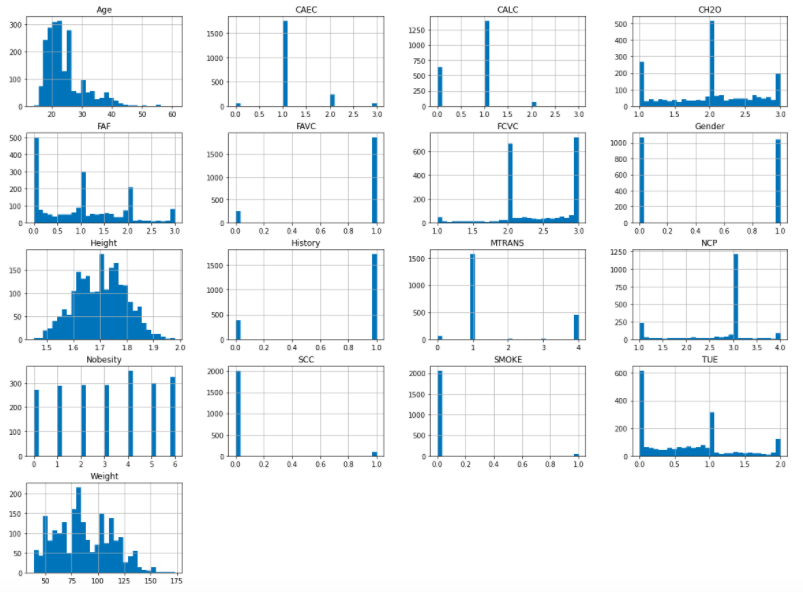 Age CAEC CALC CH2O
300 1500 1250 500
200 1000 1000 400
100 500 750 300
0 0 500 200
250 100
0 0
20 30 40 50 60 0.0 0.5 1.0 1.5 2.0 2.5 3.0 0.0 0.5 1.0 1.5 2.0 2.5 3.0 1.0 1.5 2.0 2.5 3.0
FAF FAVC FCVC Gender
500 1500 600 1000
400 1000 400 800
300 500 200 600
200 0 0 400
100 200
0 0
0.0 0.5 1.0 1.5 2.0 2.5 3.0 0.0 0.2 0.4 0.6 0.8 1.0 1.0 1.5 2.0 2.5 3.0 0.0 0.2 0.4 0.6 0.8 1.0
Height History MTRANS NCP
150 1500 1500 1250
100 1000 1000 1000
50 500 500 750
0 0 0 500
250
0
1.5 1.6 1.7 1.8 1.9 2.0 0.0 0.2 0.4 0.6 0.8 1.0 0 1 2 3 4 1.0 1.5 2.0 2.5 3.0 3.5 4.0
Nobesity SCC SMOKE TUE
300 2000 2000 600
200 1500 1500 400
100 1000 1000 200
0 500 500 0
0 0
0 1 2 3 4 5 6 0.0 0.2 0.4 0.6 0.8 1.0 0.0 0.2 0.4 0.6 0.8 1.0 0.0 0.5 1.0 1.5 2.0
Weight
200
150
100
50
0
50 75 100 125 150 175